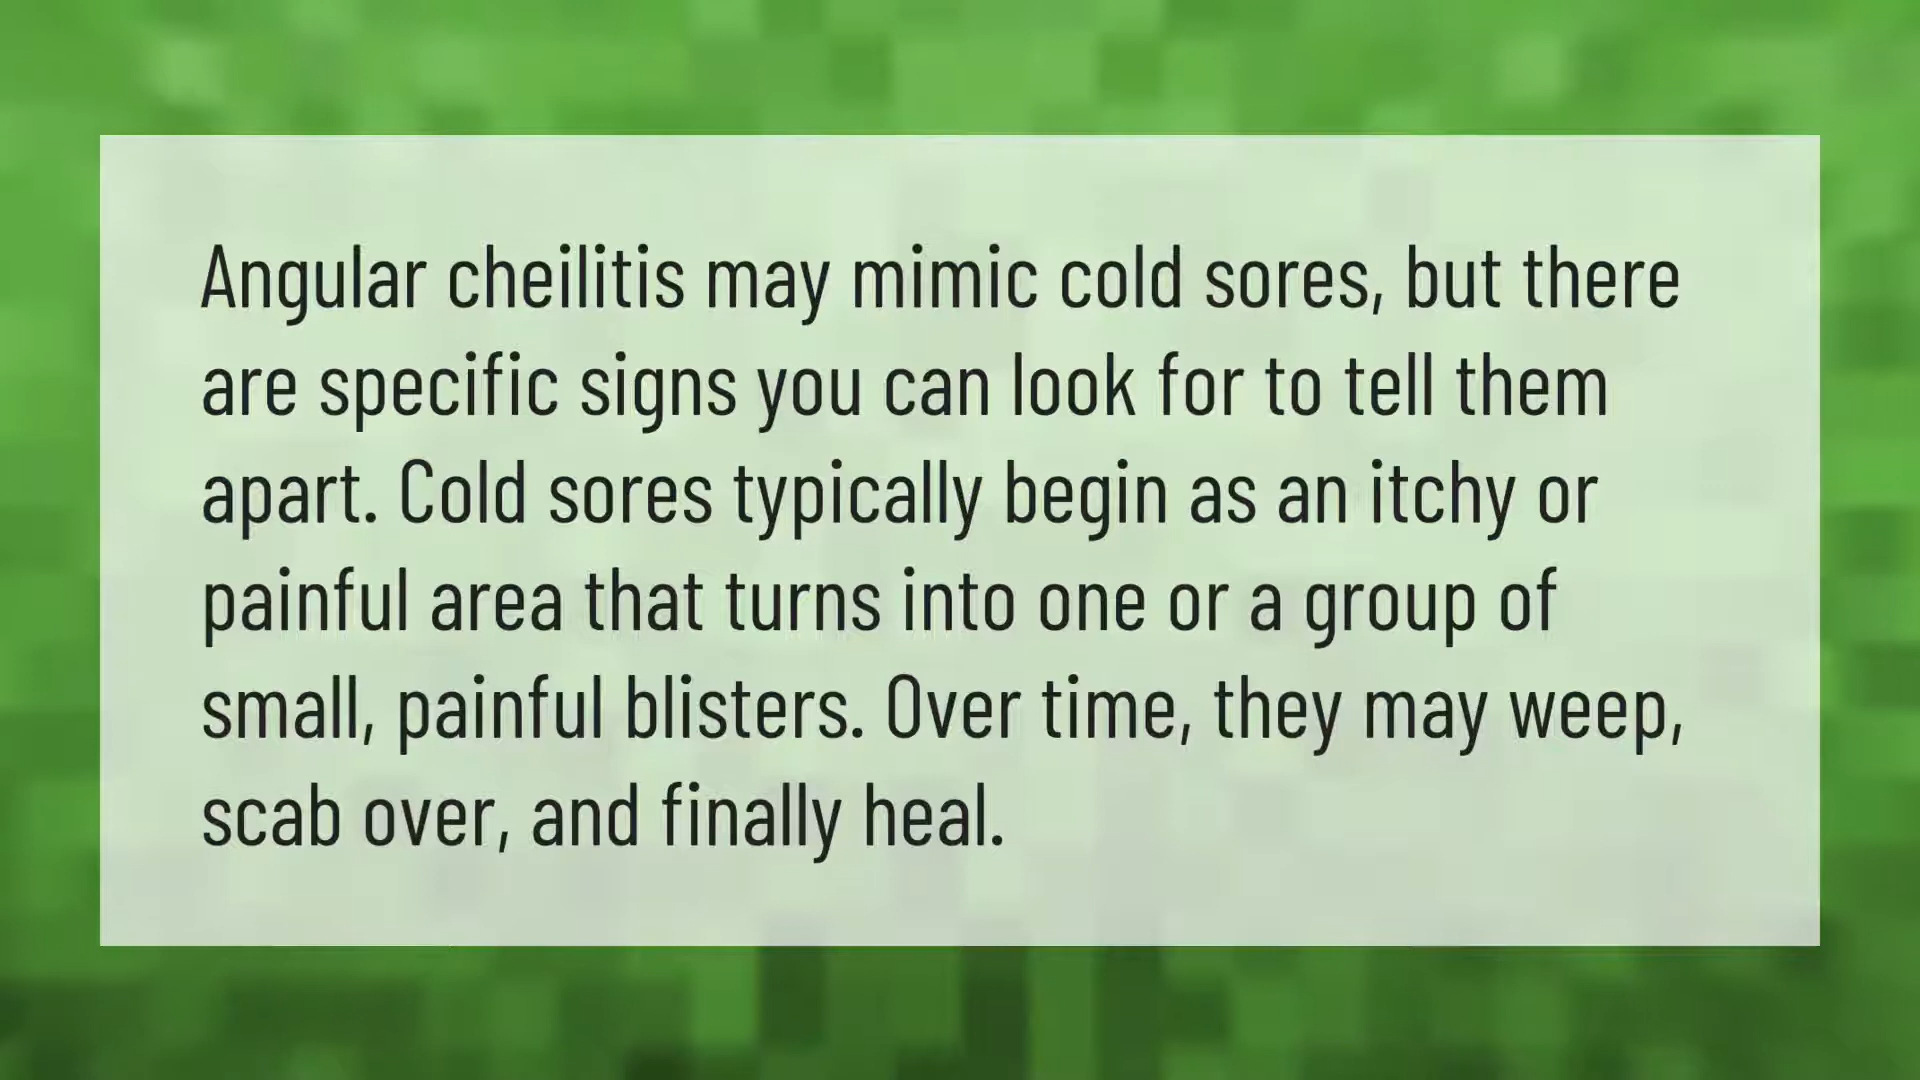 Angular cheilitis may mimic cold sores, but there
are specific signs you can look for to tell them
apart. Cold sores typically begin as an itchy or
painful area that turns into one or a group of
small, painful blisters. Over time, they may weep,
scab over, and finally heal.